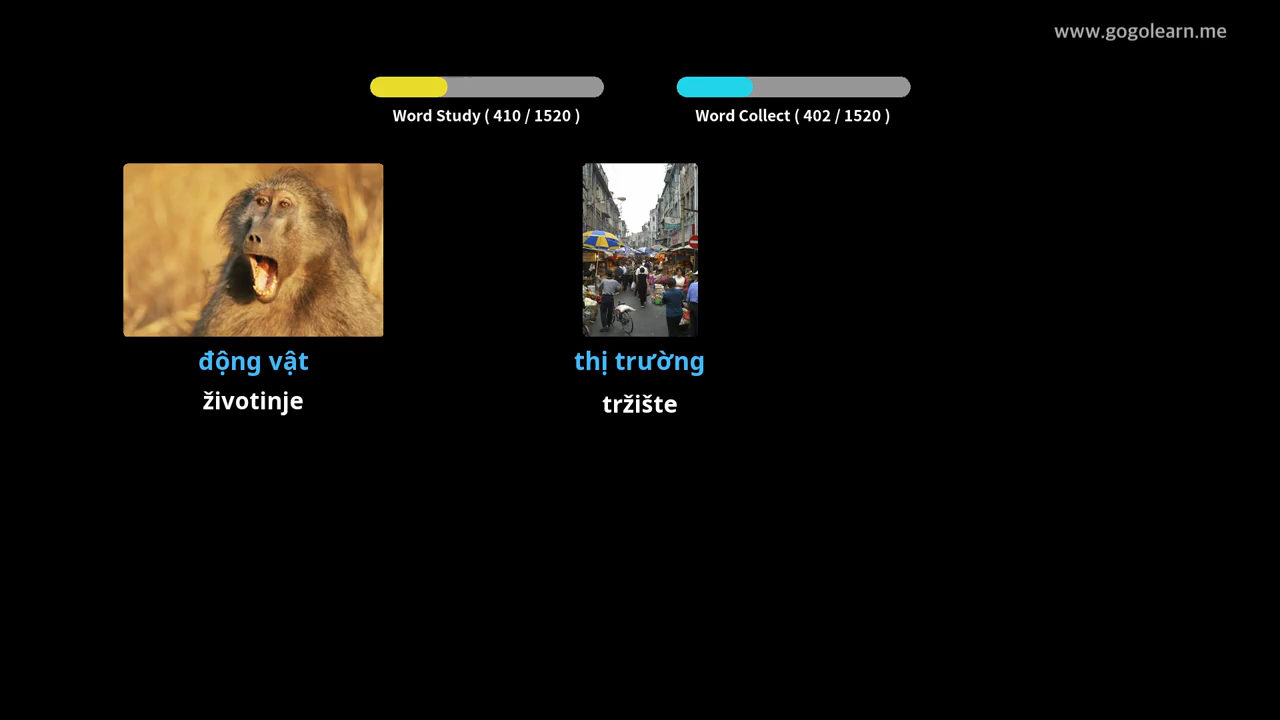 www.gogolearn.me
Word Study ( 410 / 1520 )
Word Collect ( 402 / 1520 )
động vật
životinje
thị trường
tržište